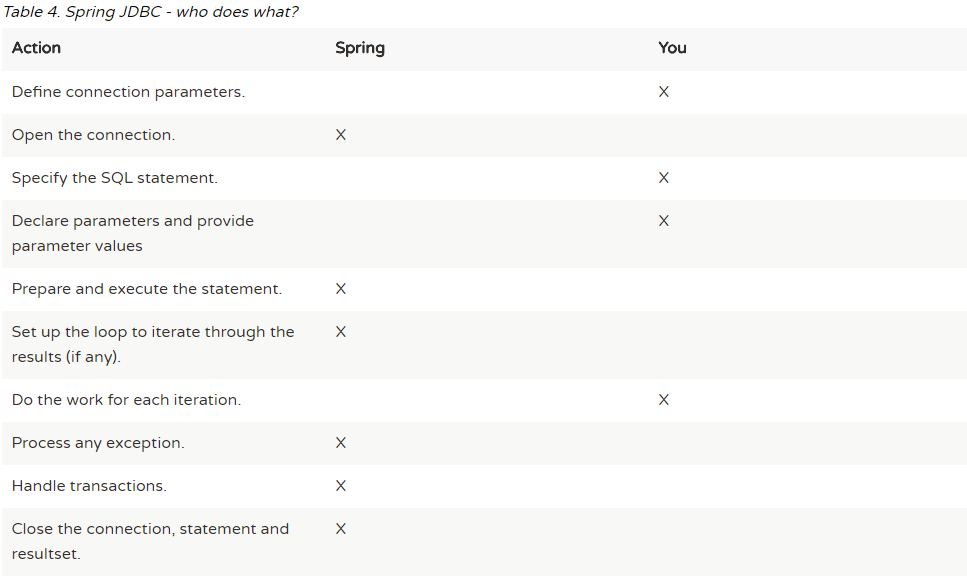 Table 4. Spring JDBC - who does what?
Action Spring You
Define connection parameters. X
Open the connection. X
Specify the SQL statement. X
Declare parameters and provide X
parameter values
Prepare and execute the statement. X
Set up the loop to iterate through the X
results (if any).
Do the work for each iteration. X
Process any exception. X
Handle transactions. X
Close the connection, statement and X
resultset.